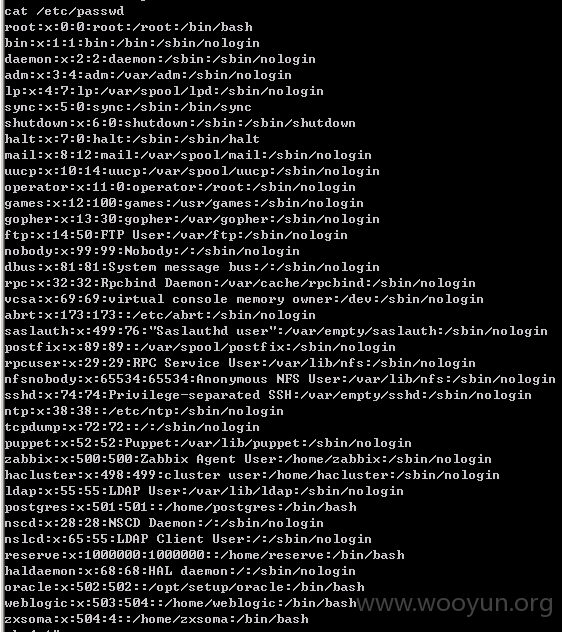 cat /etc/passwd
root:x:0:0:root:/root:/bin/bash
bin:x:1:1:bin:/bin:/sbin/nologin
daemon:x:2:2:daemon:/sbin:/sbin/nologin
adm:x:3:4:adm:/var/adm:/sbin/nologin
lp:x:4:7:lp:/var/spool/lpd:/sbin/nologin
sync:x:5:0:sync:/sbin:/bin/sync
shutdown:x:6:0:shutdown:/sbin:/sbin/shutdown
halt:x:7:0:halt:/sbin:/sbin/halt
mail:x:8:12:mail:/var/spool/mail:/sbin/nologin
uucp:x:10:14:uucp:/var/spool/uucp:/sbin/nologin
operator:x:11:0:operator:/root:/sbin/nologin
games:x:12:100:games:/usr/games:/sbin/nologin
gopher:x:13:30:gopher:/var/gopher:/sbin/nologin
ftp:x:14:50:FTP User:/var/ftp:/sbin/nologin
nobody:x:99:99:Nobody:/:/sbin/nologin
dbus:x:81:81:System message bus:/:/sbin/nologin
rpc:x:32:32:Rpcbind Daemon:/var/cache/rpcbind:/sbin/nologin
vcsa:x:69:69:virtual console memory owner:/dev:/sbin/nologin
abrt:x:173:173::/etc/abrt:/sbin/nologin
saslauth:x:499:76:"Saslauthd user":/var/empty/saslauth:/sbin/nologin
postfix:x:89:89::/var/spool/postfix:/sbin/nologin
rpcuser:x:29:29:RPC Service User:/var/lib/nfs:/sbin/nologin
nfsnobody:x:65534:65534:Anonymous NFS User:/var/lib/nfs:/sbin/nologin
sshd:x:74:74:Privilege-separated SSH:/var/empty/sshd:/sbin/nologin
ntp:x:38:38::/etc/ntp:/sbin/nologin
tcpdump:x:72:72::/:/sbin/nologin
puppet:x:52:52:Puppet:/var/lib/puppet:/sbin/nologin
zabbix:x:500:500:Zabbix Agent User:/home/zabbix:/sbin/nologin
hacluster:x:498:499:cluster user:/home/hacluster:/sbin/nologin
ldap:x:55:55:LDAP User:/var/lib/ldap:/sbin/nologin
postgres:x:501:501::/home/postgres:/bin/bash
nscd:x:28:28:NSCD Daemon:/:/sbin/nologin
nslcd:x:65:55:LDAP Client User:/:/sbin/nologin
reserve:x:1000000:1000000::/home/reserve:/bin/bash
haldaemon:x:68:68:HAL daemon:/:/sbin/nologin
oracle:x:502:502::/opt/setup/oracle:/bin/bash
weblogic:x:503:504::/home/weblogic:/bin/bash
zxsoma:x:504:4::/home/zxsoma:/bin/bash
www.wooyun.org